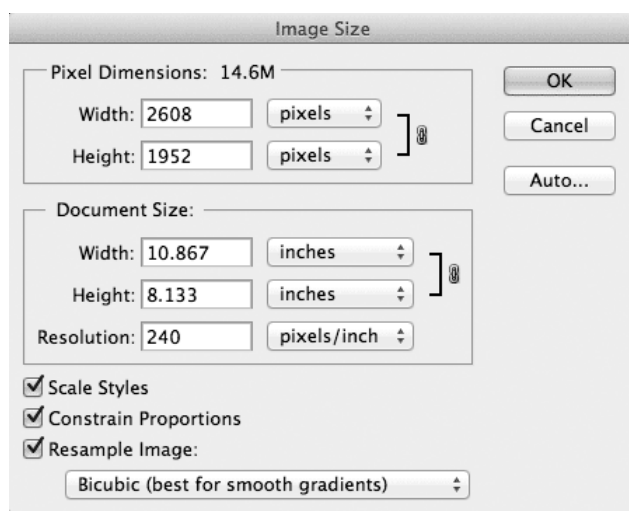 Image Size
Pixel Dimensions: 14.6M
Width: 2608 pixels
Height: 1952 pixels
OK
Cancel
Auto...
Document Size:
Width: 10.867 inches
Height: 8.133 inches
Resolution: 240 pixels/inch
Scale Styles
Constrain Proportions
Resample Image:
Bicubic (best for smooth gradients)